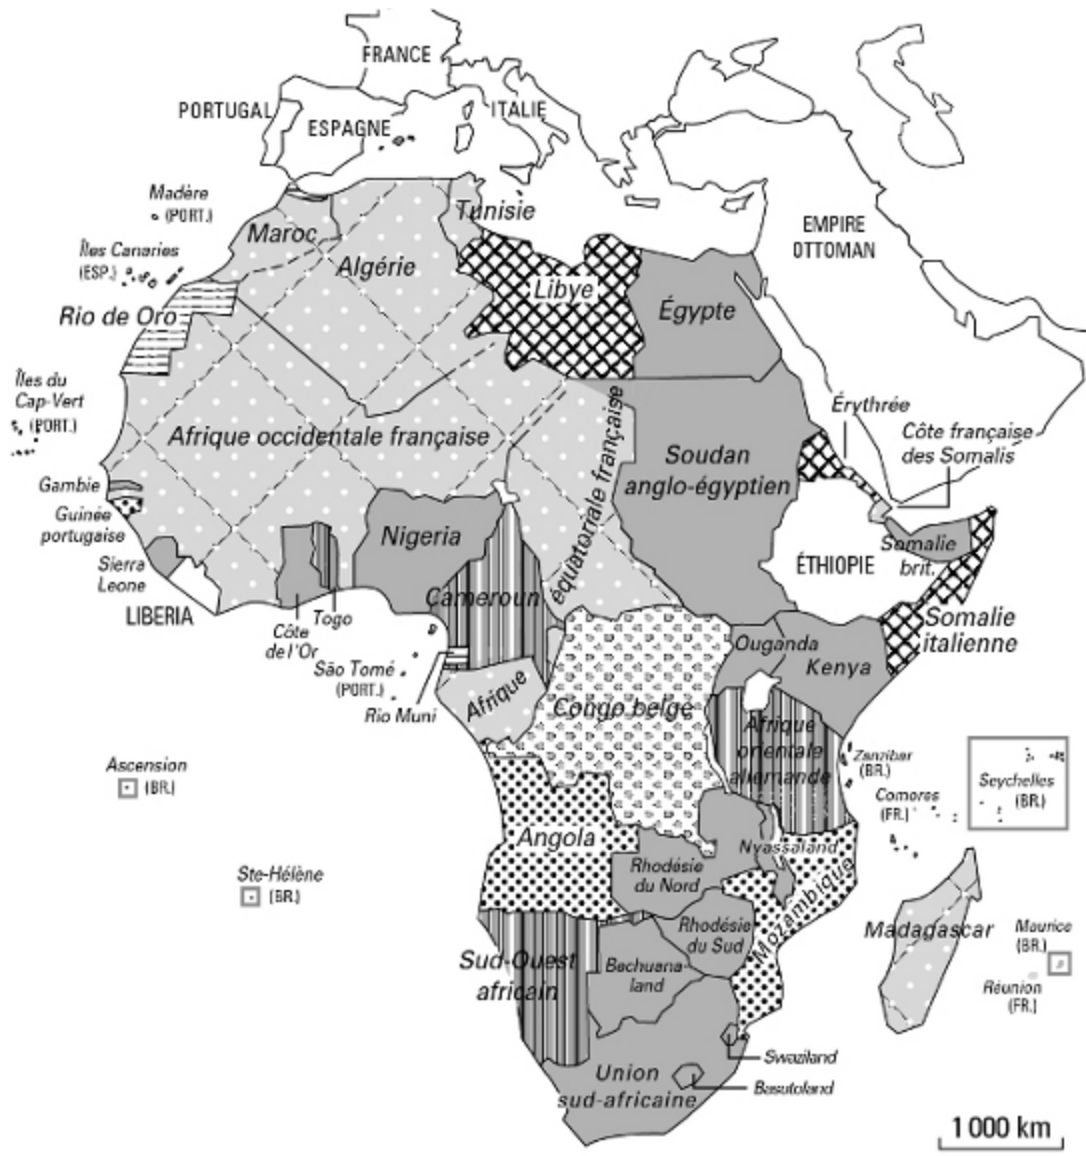 FRANCE
PORTUGAL
ESPAGNE
ITALIE
Madère
(PORT.)
Îles Canaries
(ESP.)
Maroc
Tunisie
Algérie
Libye
Égypte
EMPIRE
OTTOMAN
Rio de Oro
Îles du
Cap-Vert
(PORT.)
Afrique occidentale française
équatoriale française
Soudan
anglo-égyptien
Érythrée
Côte française
des Somalis
Gambie
Guinée
portugaise
Sierra
Leone
LIBERIA
Nigeria
Cameroun
Côte
de l'Or
Togo
São Tomé
(PORT.)
Rio Muni
Afrique
ÉTHIOPIE
Somalie
brit.
Somalie
italienne
Ouganda
Kenya
Congo belge
Afrique
orientale
allemande
Zanzibar
(BR.)
Comores
(FR.)
Seychelles
(BR.)
Ascension
(BR.)
Ste-Hélène
(BR.)
Angola
Rhodésie
du Nord
Nyassaland
Mozambique
Rhodésie
du Sud
Madagascar
Maurice
(BR.)
Réunion
(FR.)
Sud-Ouest
africain
Bechuana-
land
Swaziland
Basutoland
Union
sud-africaine
1 000 km